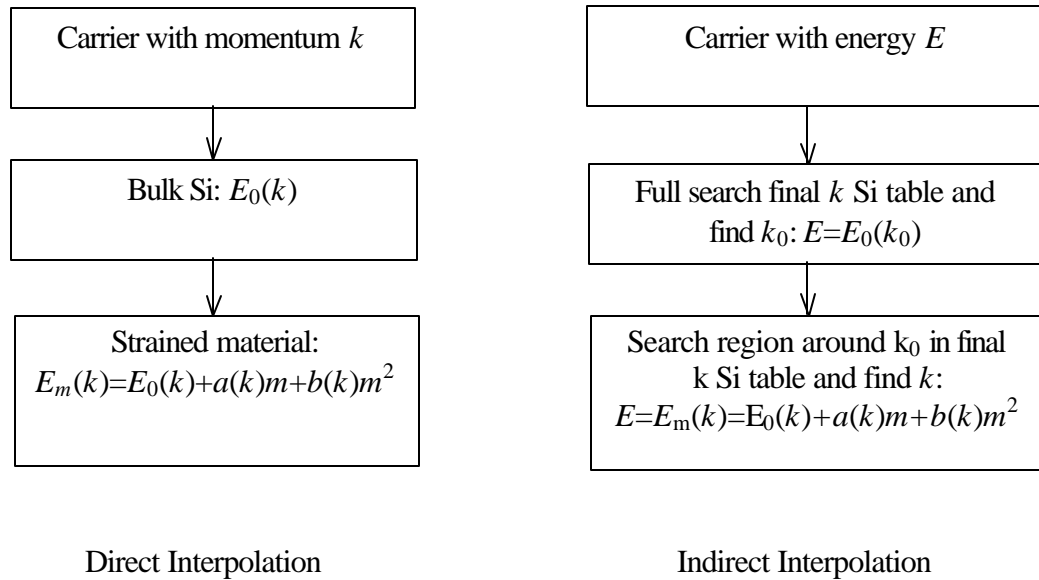 Carrier with momentum k
Bulk Si: E₀(k)
Strained material:
Eₘ(k)=E₀(k)+a(k)m+b(k)m²
Direct Interpolation
Carrier with energy E
Full search final k Si table and
find k₀: E=E₀(k₀)
Search region around k₀ in final
k Si table and find k:
E=Eₘ(k)=E₀(k)+a(k)m+b(k)m²
Indirect Interpolation